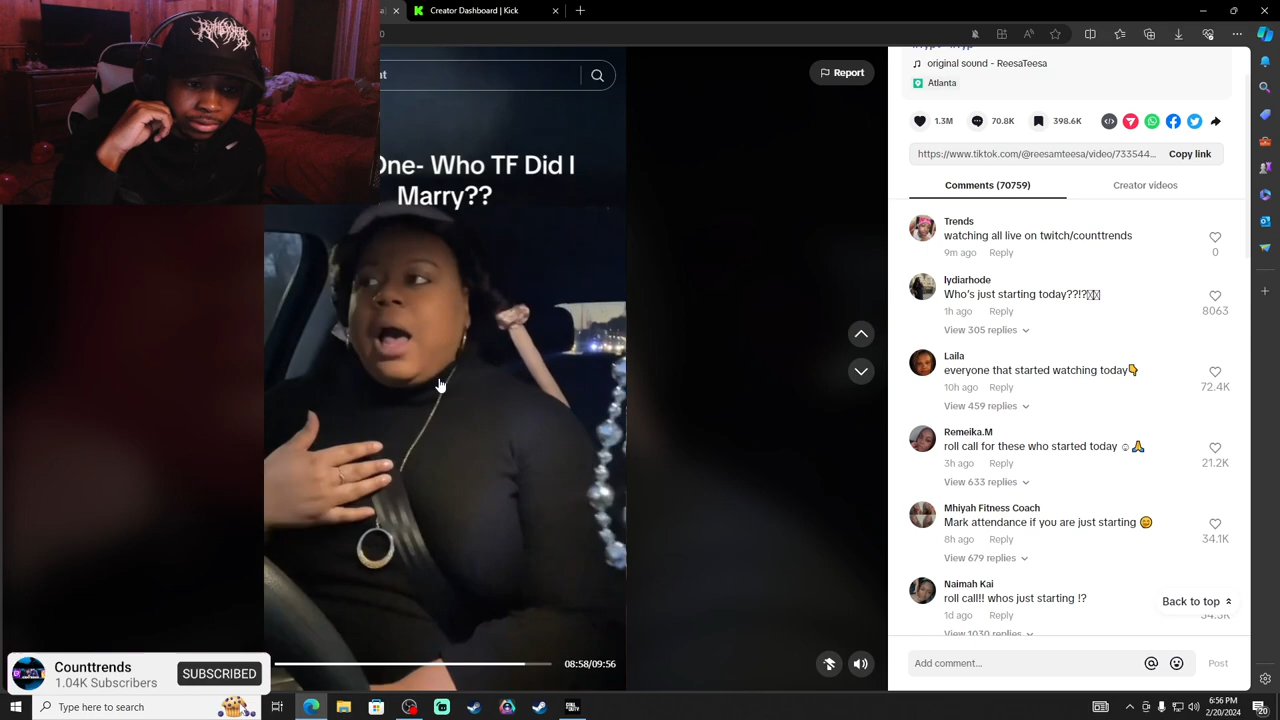 Creator Dashboard | Kick
nt
Report
One- Who TF Did I
Marry??
original sound - ReesaTeesa
Atlanta
1.3M
70.8K
398.6K
https://www.tiktok.com/@reesamteesa/video/733544...
Copy link
Comments (70759)
Creator videos
Trends
watching all live on twitch/counttrends
9m ago Reply
0
lydiarhode
Who's just starting today??!?
1h ago Reply
8063
View 305 replies
Laila
everyone that started watching today👇
10h ago Reply
72.4K
View 459 replies
Remeika.M
roll call for these who started today ☺🙏
3h ago Reply
21.2K
View 633 replies
Mhiyah Fitness Coach
Mark attendance if you are just starting 😊
8h ago Reply
34.1K
View 679 replies
Naimah Kai
roll call!! whos just starting !?
1d ago Reply
Back to top
View 1030 replies
Add comment...
Post
08:58/09:56
Counttrends
1.04K Subscribers
SUBSCRIBED
Type here to search
6:56 PM
2/20/2024